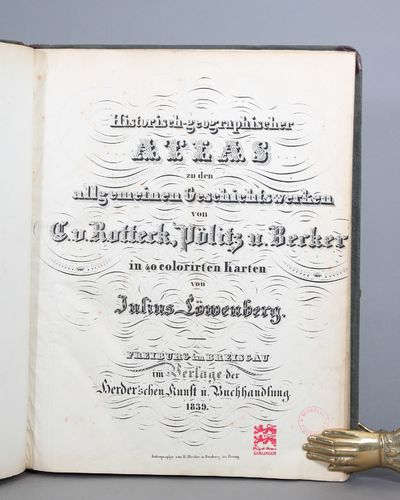 Historisch-geographischer
ATLAS
zu den
allgemeinen Geschichtswerken
von
C.v. Rotteck, Pölitz u. Becker
in 40 colorirten Karten
von
Julius Löwenberg.
FREIBURG im BREISGAU
im Verlage der
Herder'schen Kunst u. Buchhandlung.
1839.